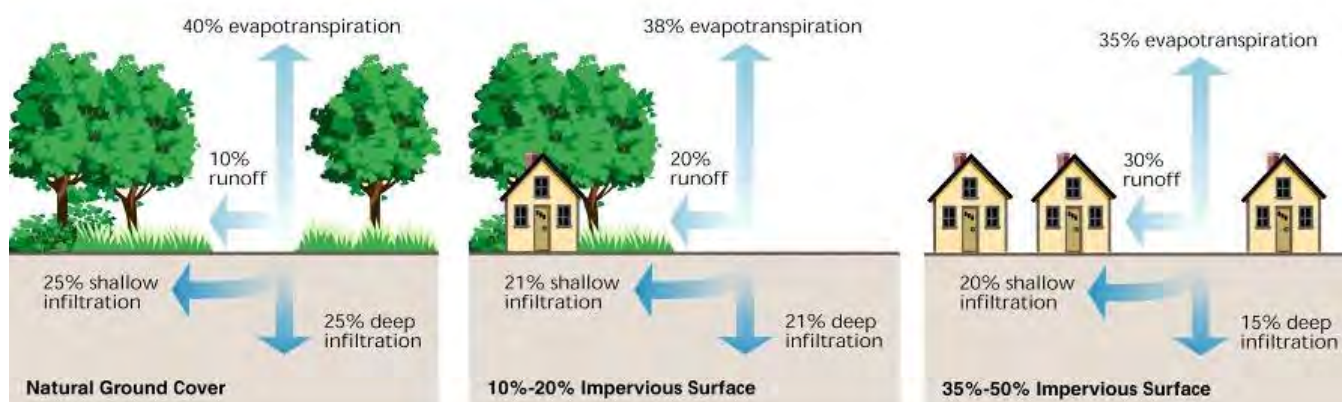 40% evapotranspiration
10%
runoff
25% shallow
infiltration
25% deep
infiltration
Natural Ground Cover
38% evapotranspiration
20%
runoff
21% shallow
infiltration
21% deep
infiltration
10%-20% Impervious Surface
35% evapotranspiration
30%
runoff
20% shallow
infiltration
15% deep
infiltration
35%-50% Impervious Surface